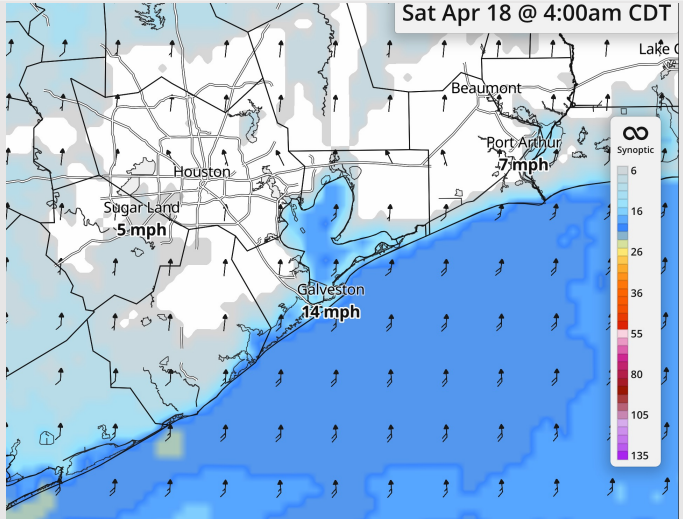 Sat Apr 18 @ 4:00am CDT
Beaumont
Port Arthur
7 mph
Houston
Sugar Land
5 mph
Galveston
14 mph
Synoptic
6
16
26
36
55
80
105
135